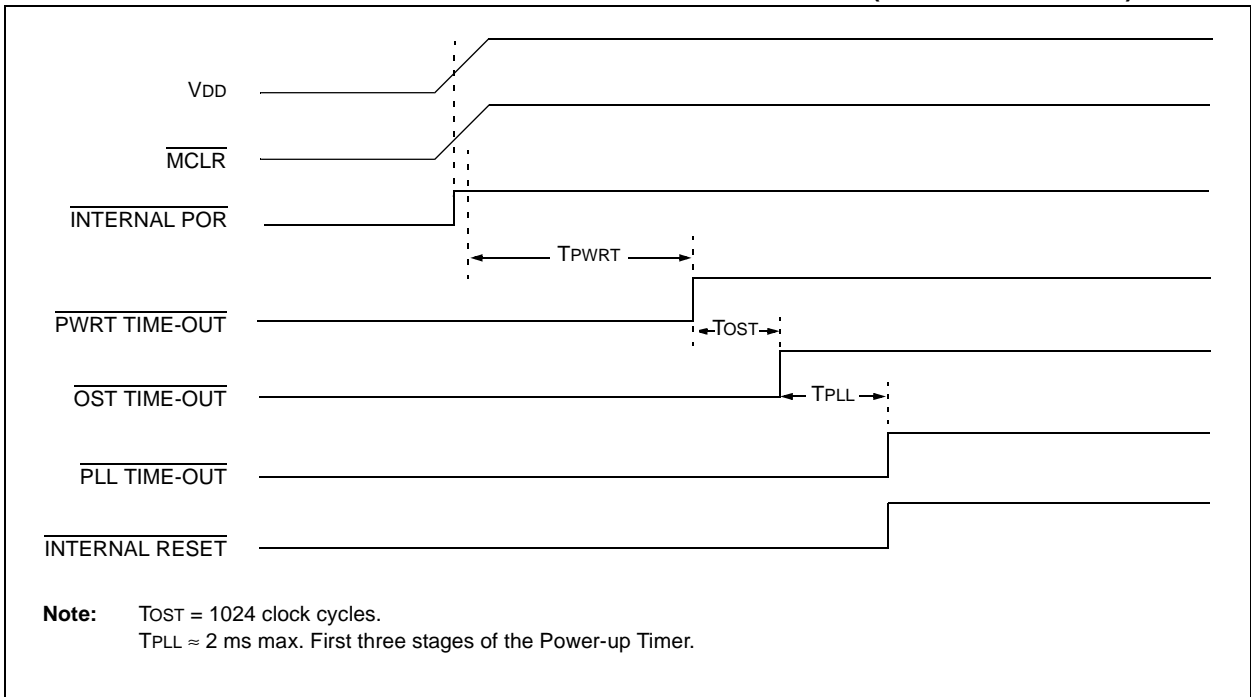 VDD
MCLR
INTERNAL POR
TPWRT
PWRT TIME-OUT
TOST
OST TIME-OUT
TPLL
PLL TIME-OUT
INTERNAL RESET
Note: TOST = 1024 clock cycles.
TPLL ≈ 2 ms max. First three stages of the Power-up Timer.